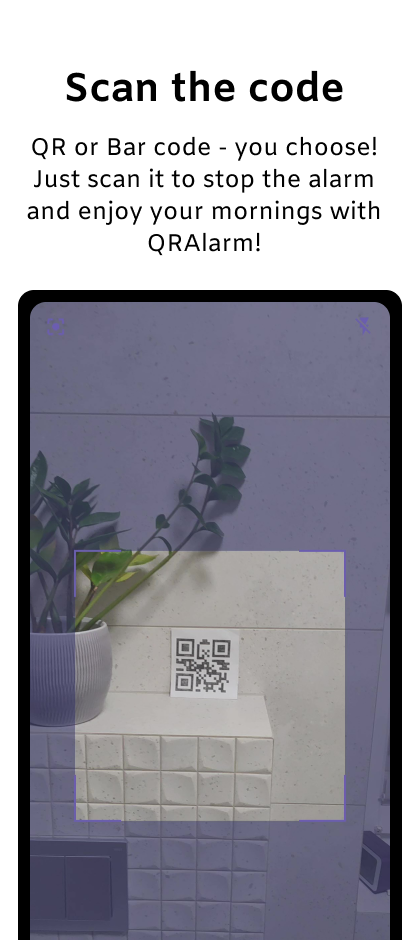 Scan the code
QR or Bar code - you choose!
Just scan it to stop the alarm
and enjoy your mornings with
QRAlarm!